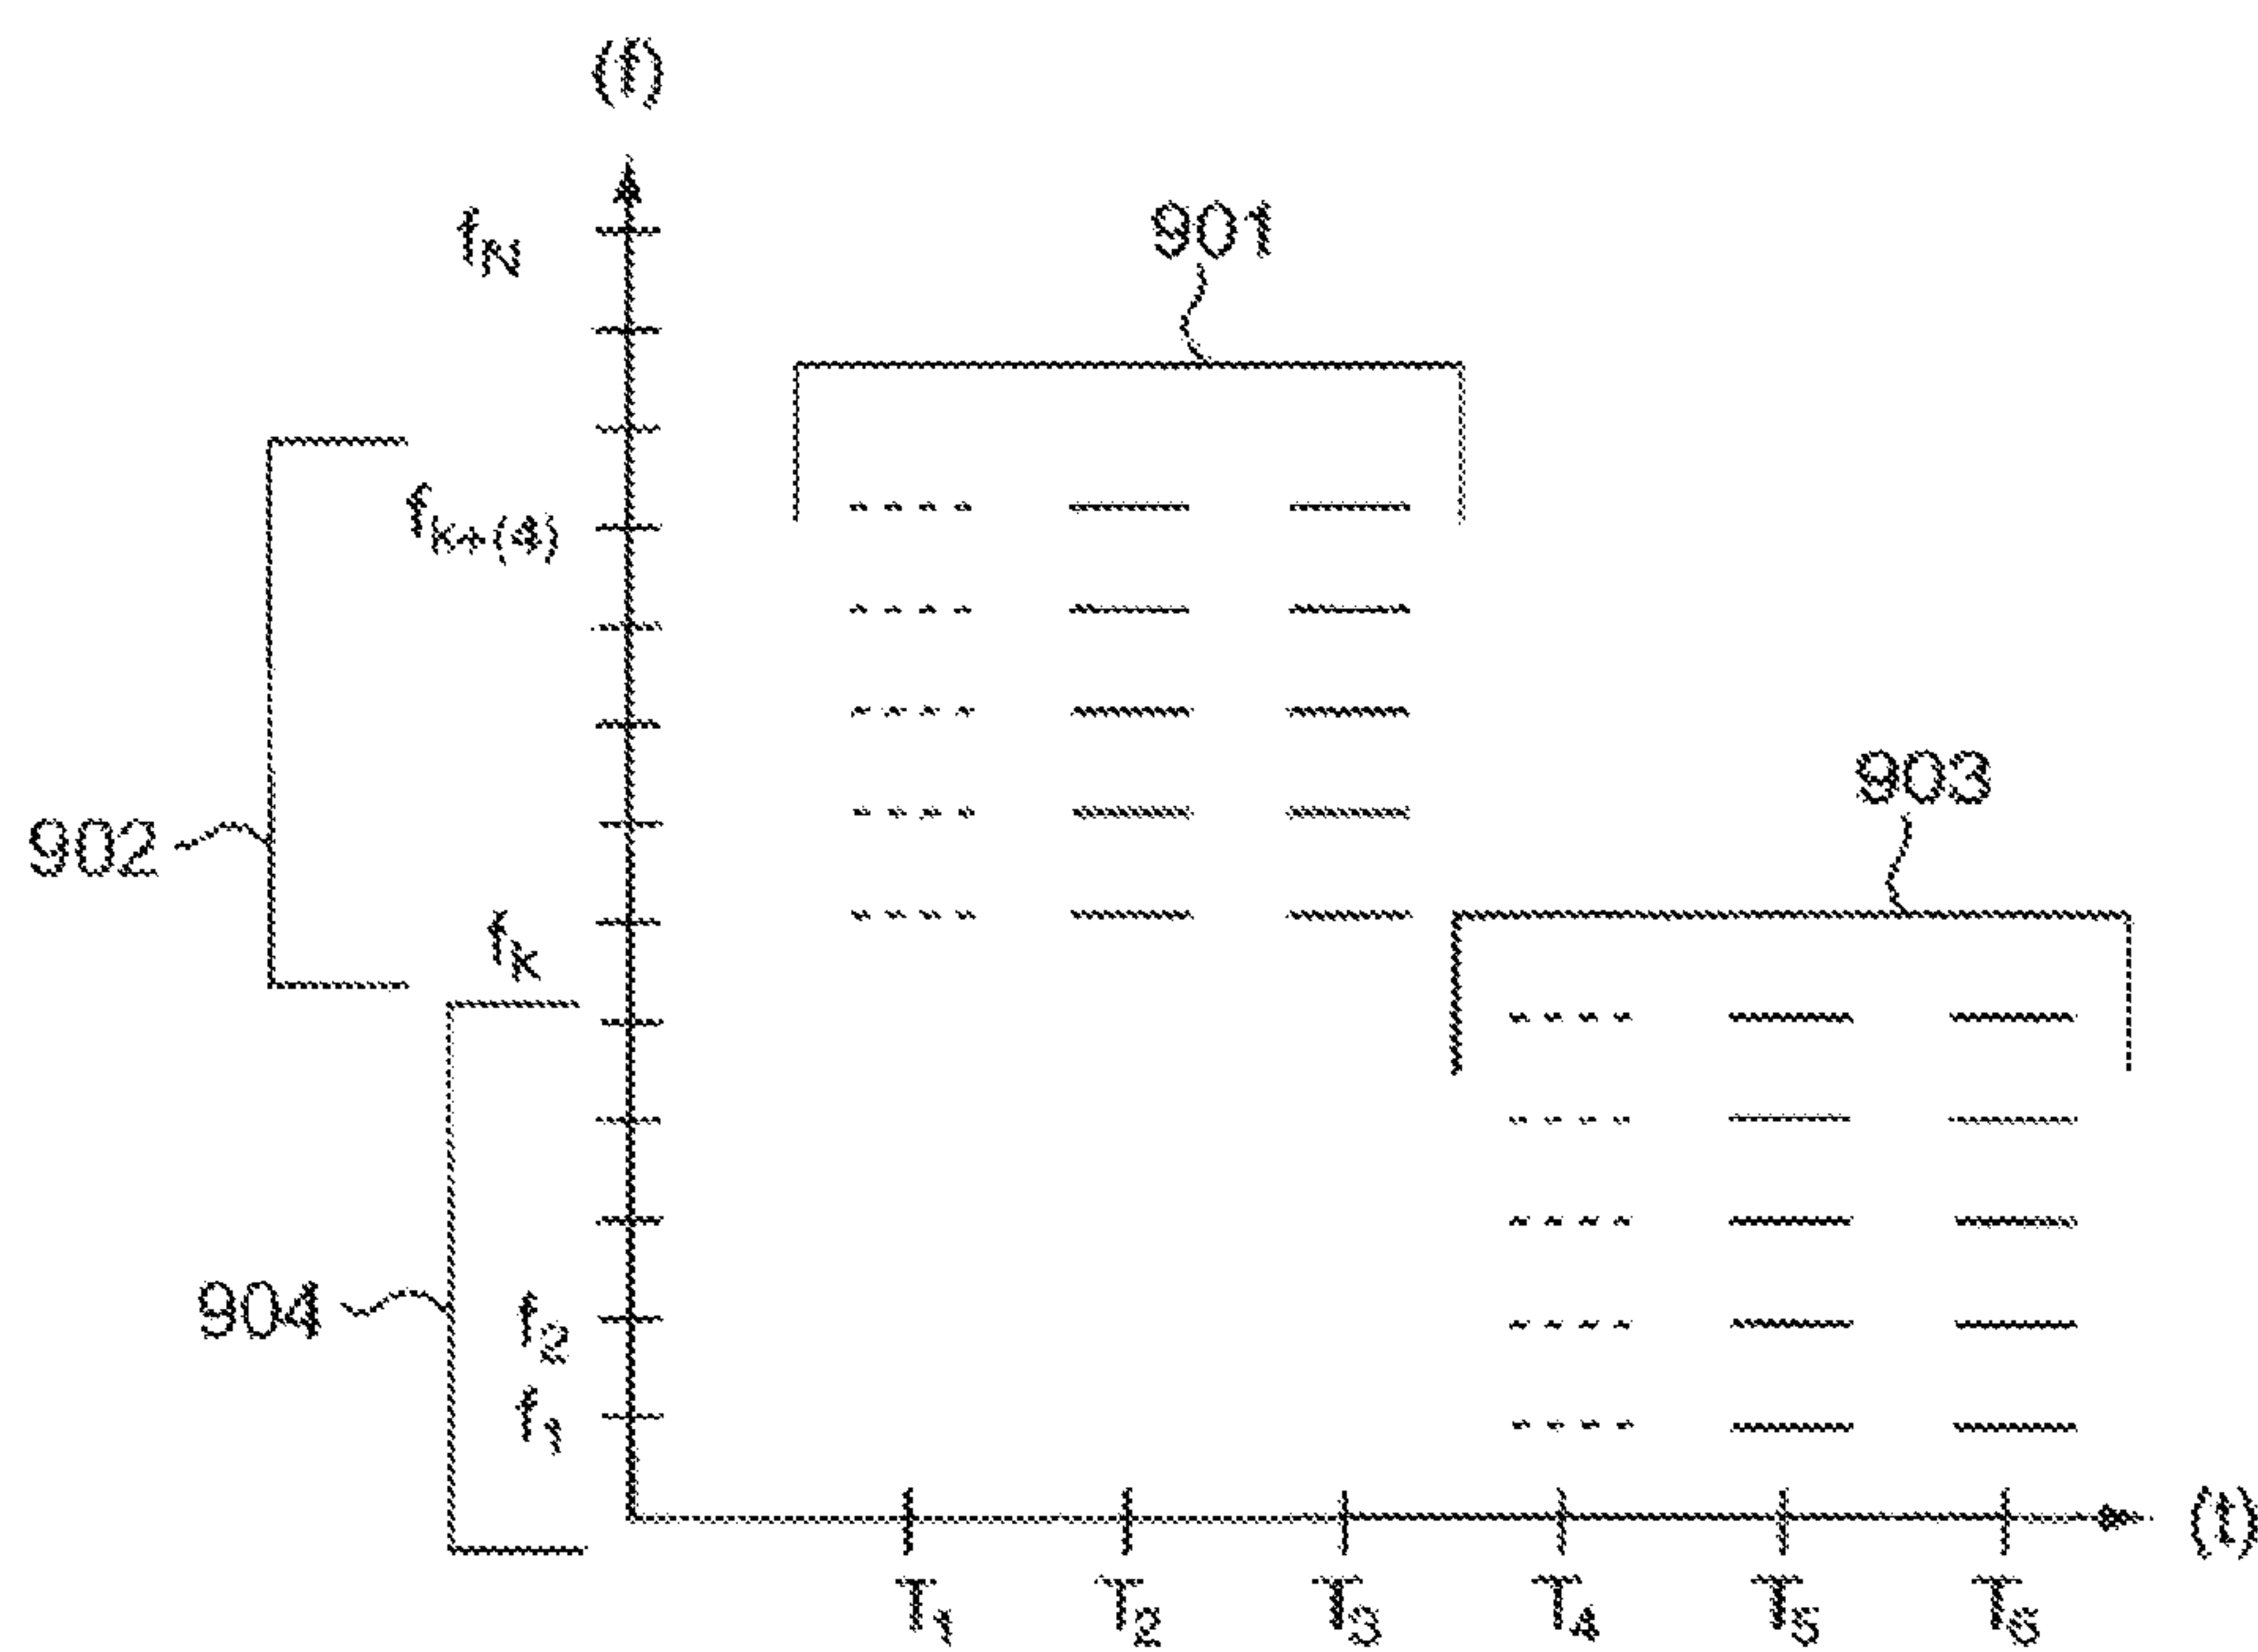 (f)
f_N
901
f_k+(4)
903
902
f_k
904
f_2
f_1
(t)
T_1 T_2 T_3 T_4 T_5 T_6